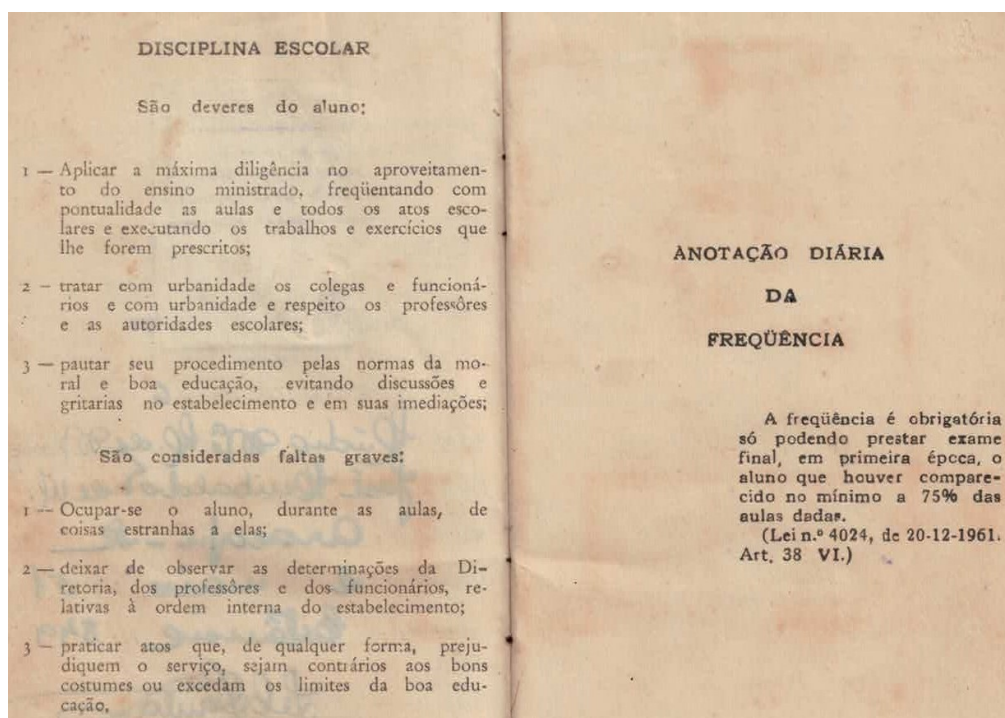 DISCIPLINA ESCOLAR
São deveres do aluno:
1 — Aplicar a máxima diligência no aproveitamen-
to do ensino ministrado, freqüentando com
pontualidade as aulas e todos os atos esco-
lares e executando os trabalhos e exercícios que
lhe forem prescritos;
2 — tratar com urbanidade os colegas e funcioná-
rios e com urbanidade e respeito os professôres
e as autoridades escolares;
3 — pautar seu procedimento pelas normas da mo-
ral e boa educação, evitando discussões e
gritarias no estabelecimento e em suas imediações;
São consideradas faltas graves:
1 — Ocupar-se o aluno, durante as aulas, de
coisas estranhas a elas;
2 — deixar de observar as determinações da Di-
retoria, dos professôres e dos funcionários, re-
lativas à ordem interna do estabelecimento;
3 — praticar atos que, de qualquer forma, preju-
diquem o serviço, sejam contrários aos bons
costumes ou excedam os limites da boa edu-
cação.
ANOTAÇÃO DIÁRIA
DA
FREQÜÊNCIA
A freqüência é obrigatória
só podendo prestar exame
final, em primeira épcca, o
aluno que houver compare-
cido no mínimo a 75% das
aulas dadas.
(Lei n.º 4024, de 20-12-1961.
Art. 38 VI.)